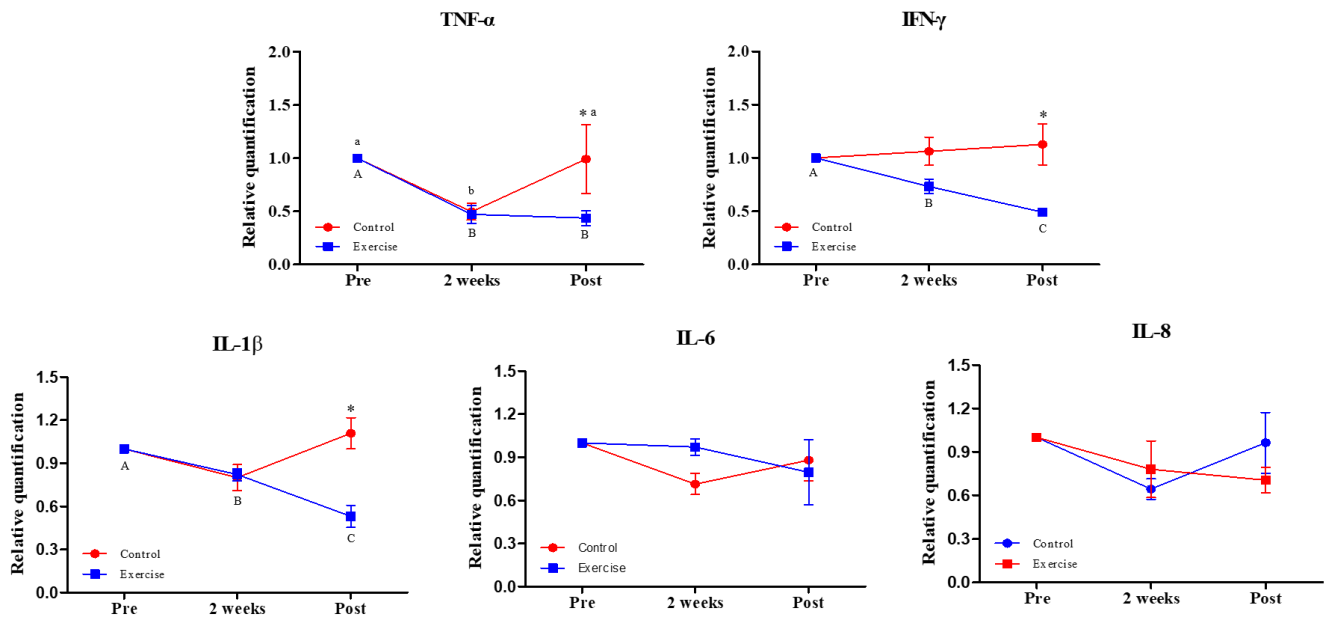 TNF-α
Relative quantification
2.0
1.5
1.0
0.5
0.0
a
A
b
B
* a
B
Control
Exercise
Pre
2 weeks
Post
IFN-γ
Relative quantification
2.0
1.5
1.0
0.5
0.0
A
B
*
C
Control
Exercise
Pre
2 weeks
Post
IL-1β
Relative quantification
1.5
1.2
0.9
0.6
0.3
0.0
A
B
*
C
Control
Exercise
Pre
2 weeks
Post
IL-6
Relative quantification
1.5
1.2
0.9
0.6
0.3
0.0
Control
Exercise
Pre
2 weeks
Post
IL-8
Relative quantification
1.5
1.2
0.9
0.6
0.3
0.0
Control
Exercise
Pre
2 weeks
Post